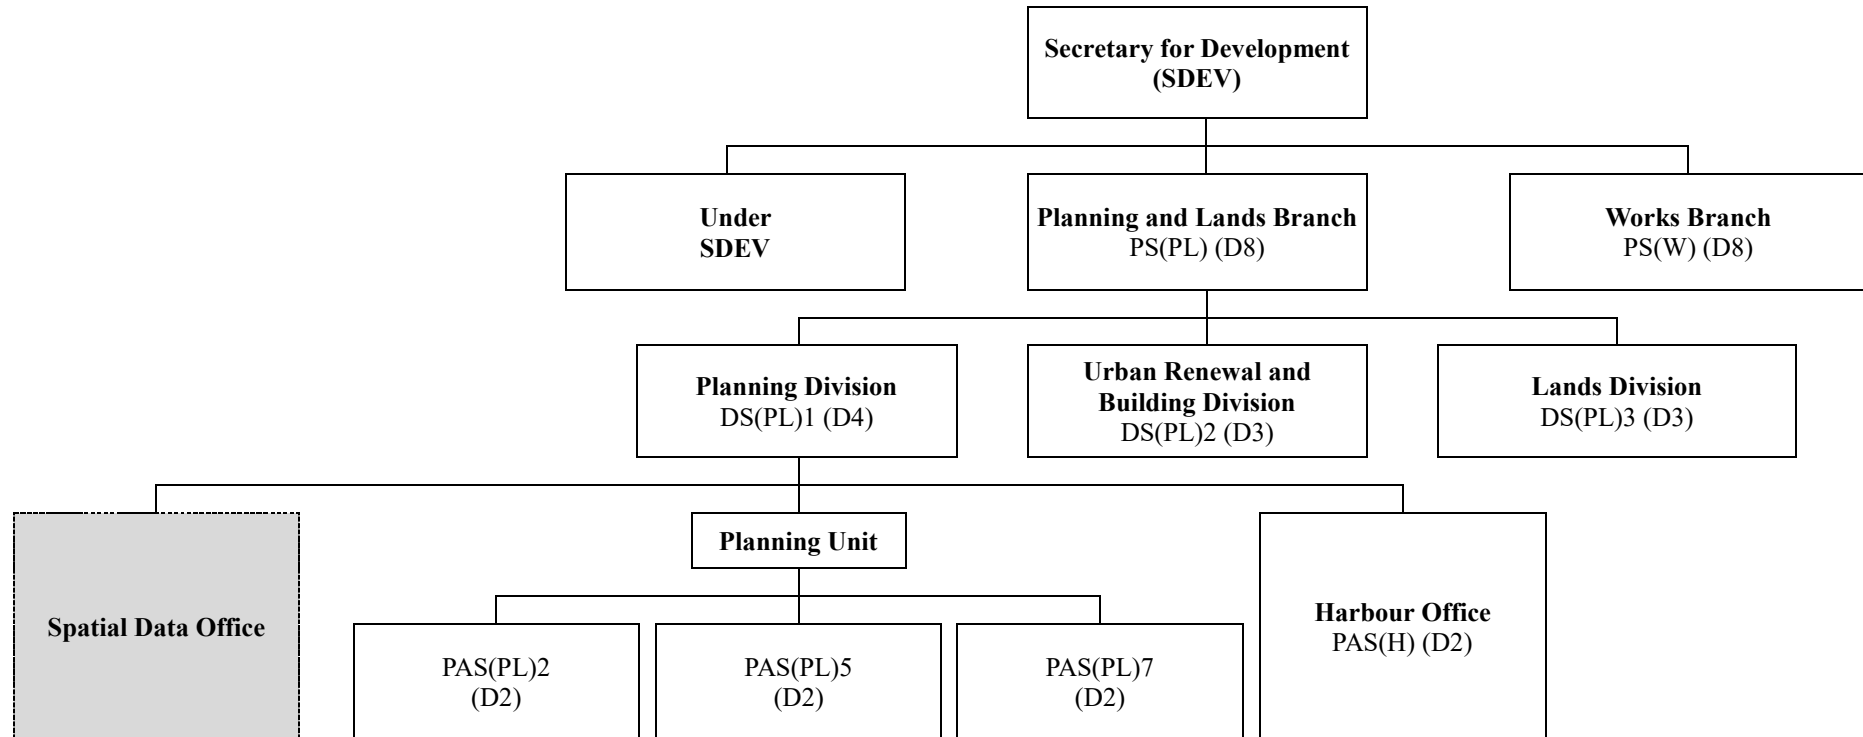 Secretary for Development
(SDEV)
Under
SDEV
Planning and Lands Branch
PS(PL) (D8)
Works Branch
PS(W) (D8)
Planning Division
DS(PL)1 (D4)
Urban Renewal and
Building Division
DS(PL)2 (D3)
Lands Division
DS(PL)3 (D3)
Spatial Data Office
Planning Unit
PAS(PL)2
(D2)
PAS(PL)5
(D2)
PAS(PL)7
(D2)
Harbour Office
PAS(H) (D2)